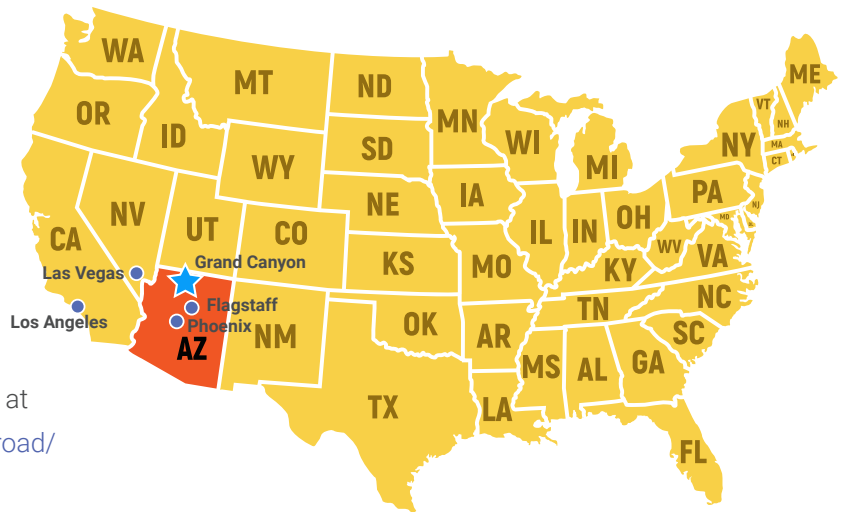 WA
MT
ND
MN
OR
ID
SD
WI
MI
NY
VT
NH
ME
MA
CT
WY
IA
NE
PA
NJ
NV
UT
CO
IL
IN
OH
MD
CA
KS
MO
WV
VA
KY
Grand Canyon
Las Vegas
Flagstaff
Los Angeles
Phoenix
AZ
NM
OK
AR
TN
NC
SC
MS
AL
GA
TX
LA
FL
at
road/